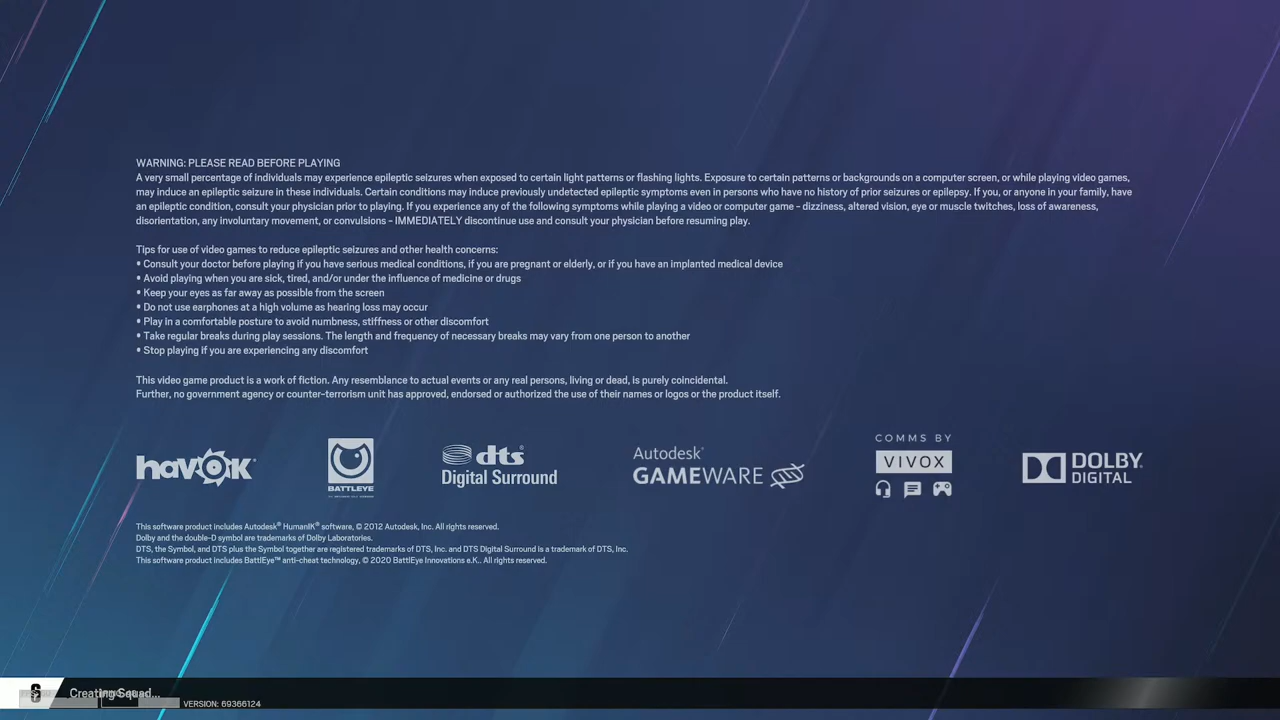 WARNING: PLEASE READ BEFORE PLAYING
A very small percentage of individuals may experience epileptic seizures when exposed to certain light patterns or flashing lights. Exposure to certain patterns or backgrounds on a computer screen, or while playing video games,
may induce an epileptic seizure in these individuals. Certain conditions may induce previously undetected epileptic symptoms even in persons who have no history of prior seizures or epilepsy. If you, or anyone in your family, have
an epileptic condition, consult your physician prior to playing. If you experience any of the following symptoms while playing a video or computer game - dizziness, altered vision, eye or muscle twitches, loss of awareness,
disorientation, any involuntary movement, or convulsions - IMMEDIATELY discontinue use and consult your physician before resuming play.
Tips for use of video games to reduce epileptic seizures and other health concerns:
• Consult your doctor before playing if you have serious medical conditions, if you are pregnant or elderly, or if you have an implanted medical device
• Avoid playing when you are sick, tired, and/or under the influence of medicine or drugs
• Keep your eyes as far away as possible from the screen
• Do not use earphones at a high volume as hearing loss may occur
• Play in a comfortable posture to avoid numbness, stiffness or other discomfort
• Take regular breaks during play sessions. The length and frequency of necessary breaks may vary from one person to another
• Stop playing if you are experiencing any discomfort
This video game product is a work of fiction. Any resemblance to actual events or any real persons, living or dead, is purely coincidental.
Further, no government agency or counter-terrorism unit has approved, endorsed or authorized the use of their names or logos or the product itself.
havok
BATTLEYE
dts Digital Surround
Autodesk® GAMEWARE
COMMS BY VIVOX
DOLBY DIGITAL
This software product includes Autodesk® HumanIK® software, © 2012 Autodesk, Inc. All rights reserved.
Dolby and the double-D symbol are trademarks of Dolby Laboratories.
DTS, the Symbol, and DTS plus the Symbol together are registered trademarks of DTS, Inc. and DTS Digital Surround is a trademark of DTS, Inc.
This software product includes BattlEye™ anti-cheat technology, © 2020 BattlEye Innovations e.K.. All rights reserved.
6 Creating Squad...
VERSION: 69366124